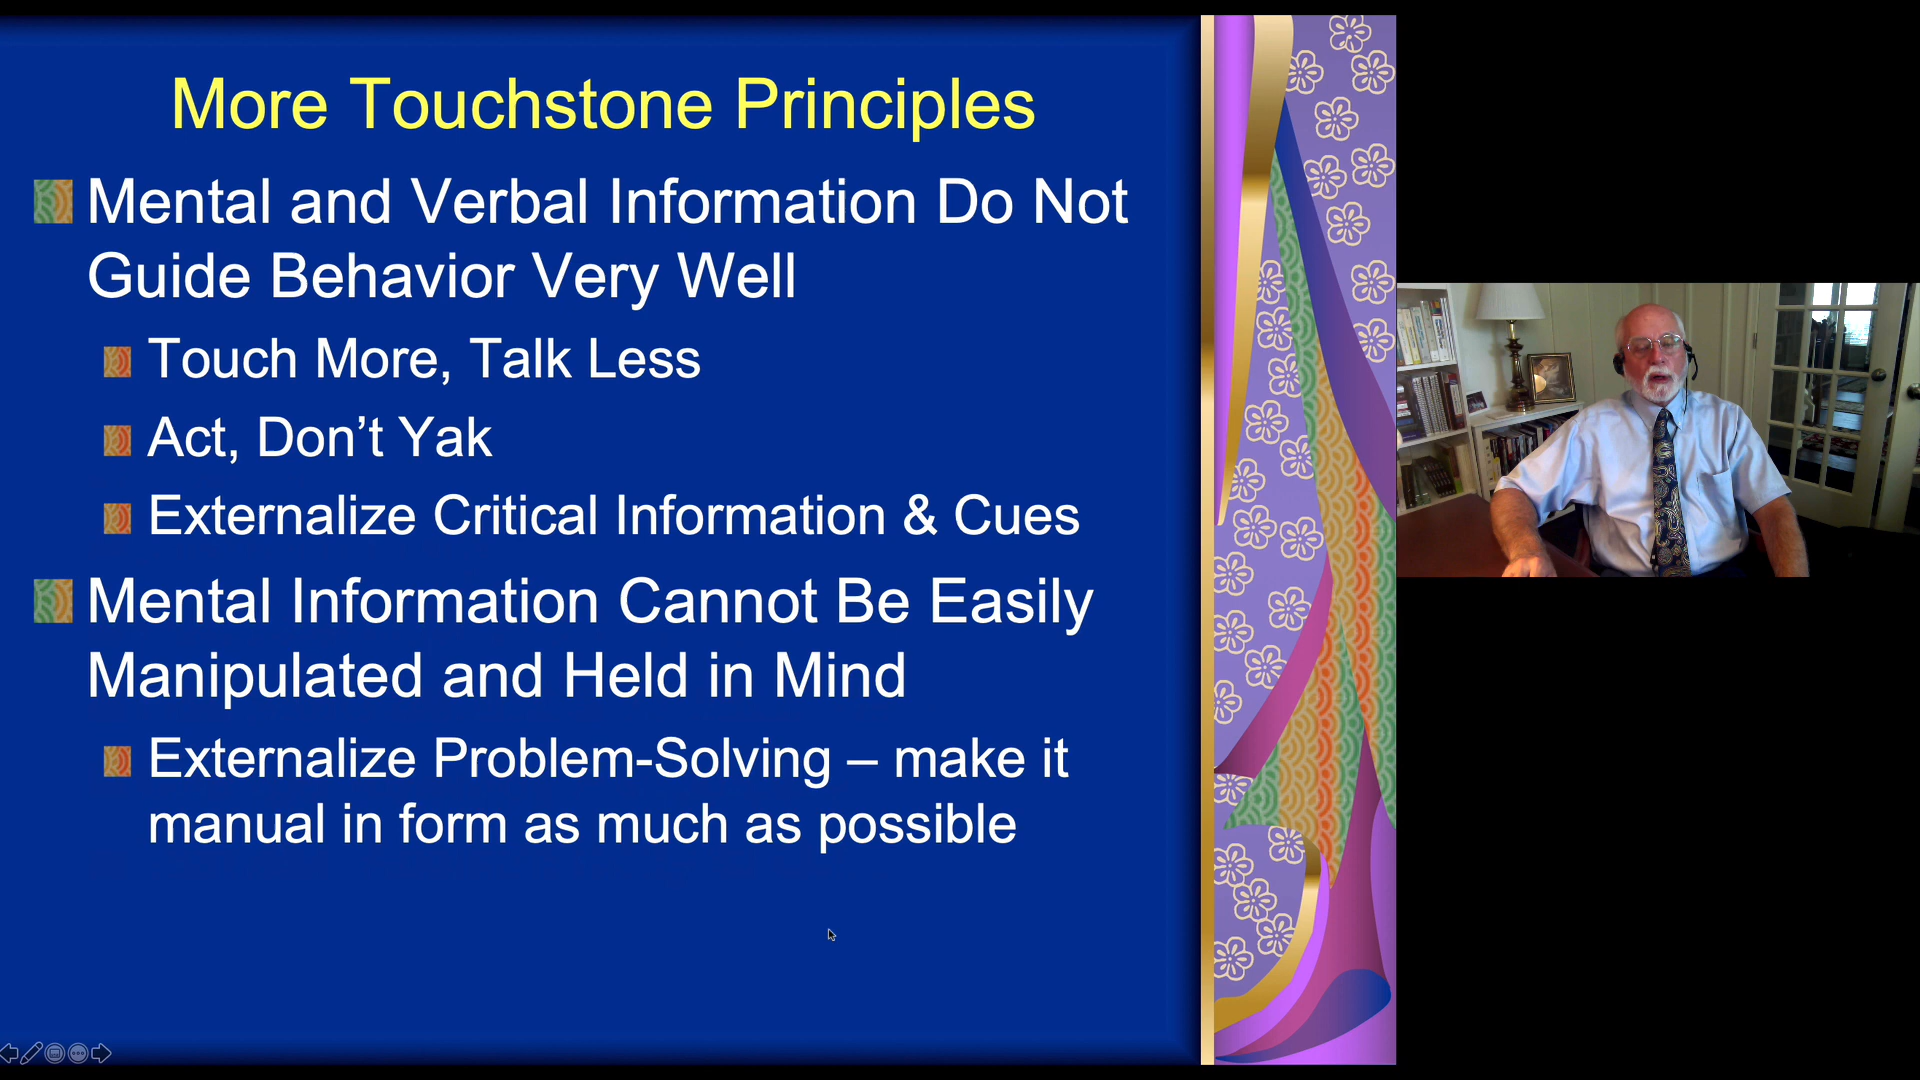 More Touchstone Principles
Mental and Verbal Information Do Not
Guide Behavior Very Well
Touch More, Talk Less
Act, Don’t Yak
Externalize Critical Information & Cues
Mental Information Cannot Be Easily
Manipulated and Held in Mind
Externalize Problem-Solving – make it
manual in form as much as possible